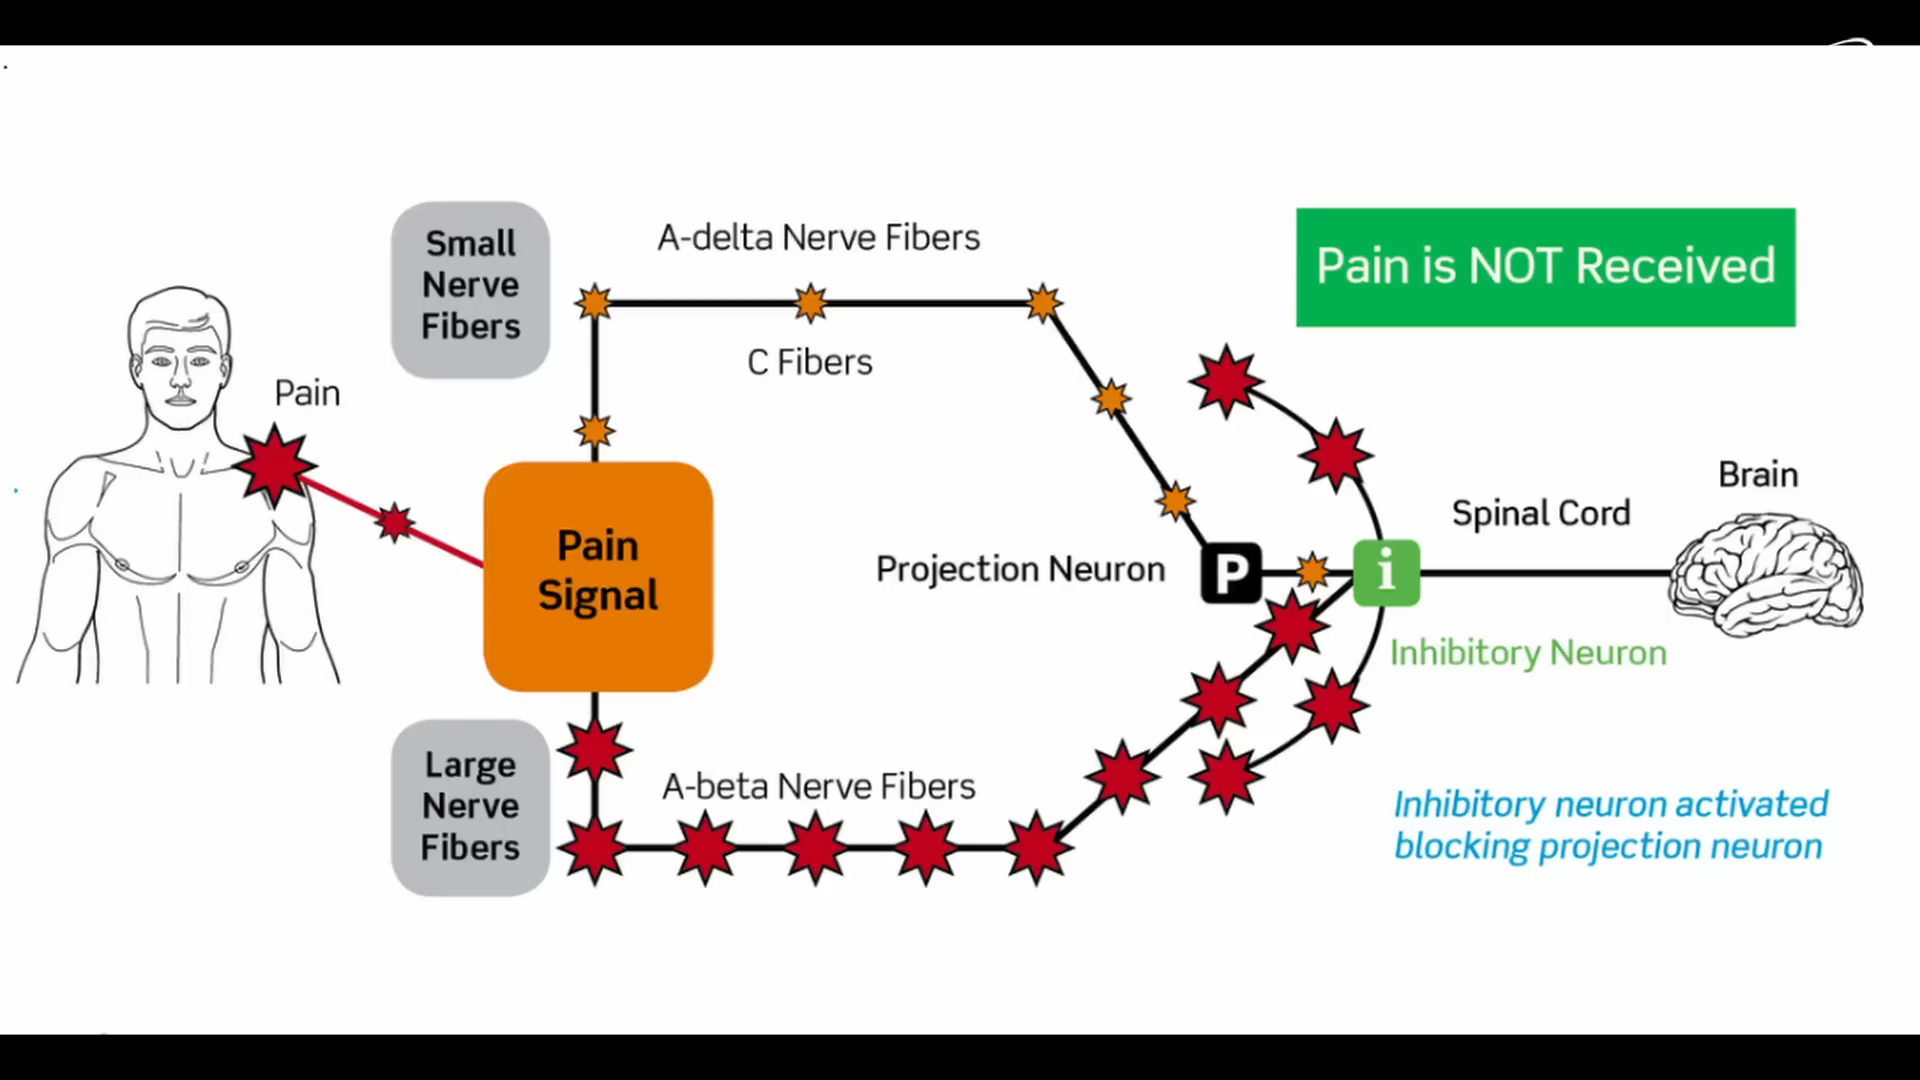 Small
Nerve
Fibers
A-delta Nerve Fibers
C Fibers
Pain is NOT Received
Pain
Pain
Signal
Projection Neuron
P
i
Spinal Cord
Brain
Inhibitory Neuron
Large
Nerve
Fibers
A-beta Nerve Fibers
Inhibitory neuron activated
blocking projection neuron